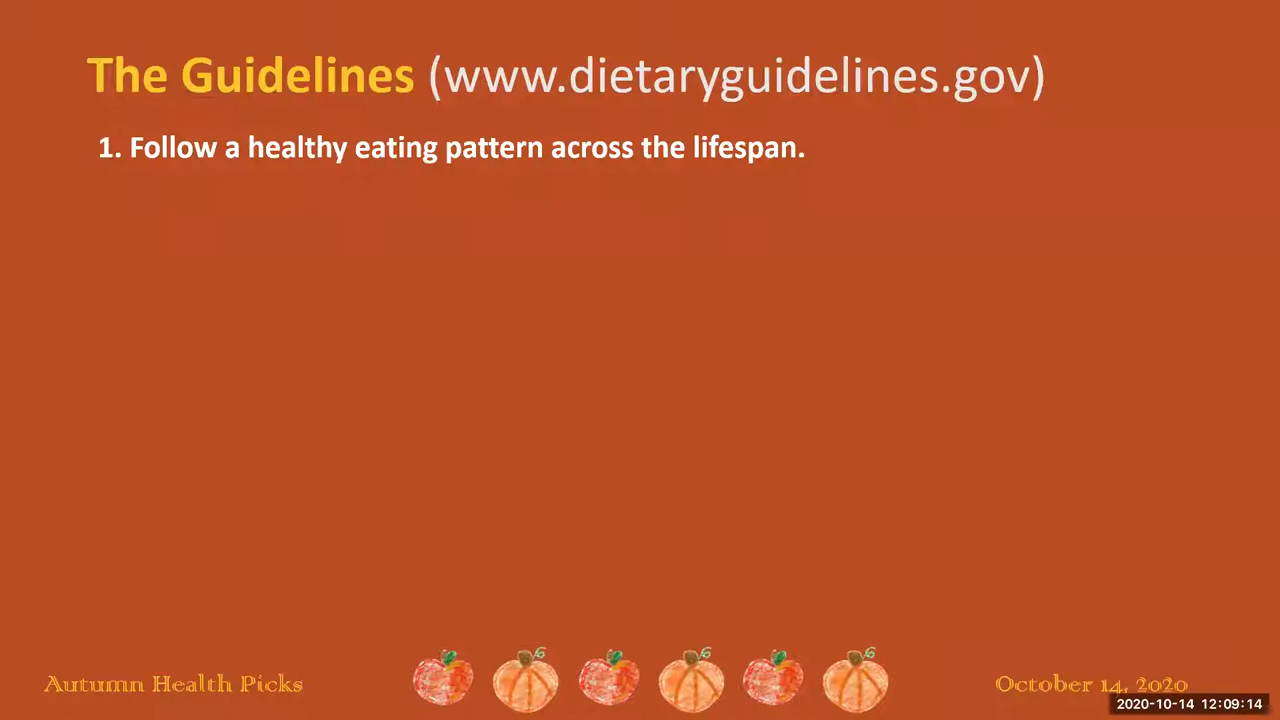 The Guidelines (www.dietaryguidelines.gov)
1. Follow a healthy eating pattern across the lifespan.
Autumn Health Picks
October 14, 2020
2020-10-14 12:09:14